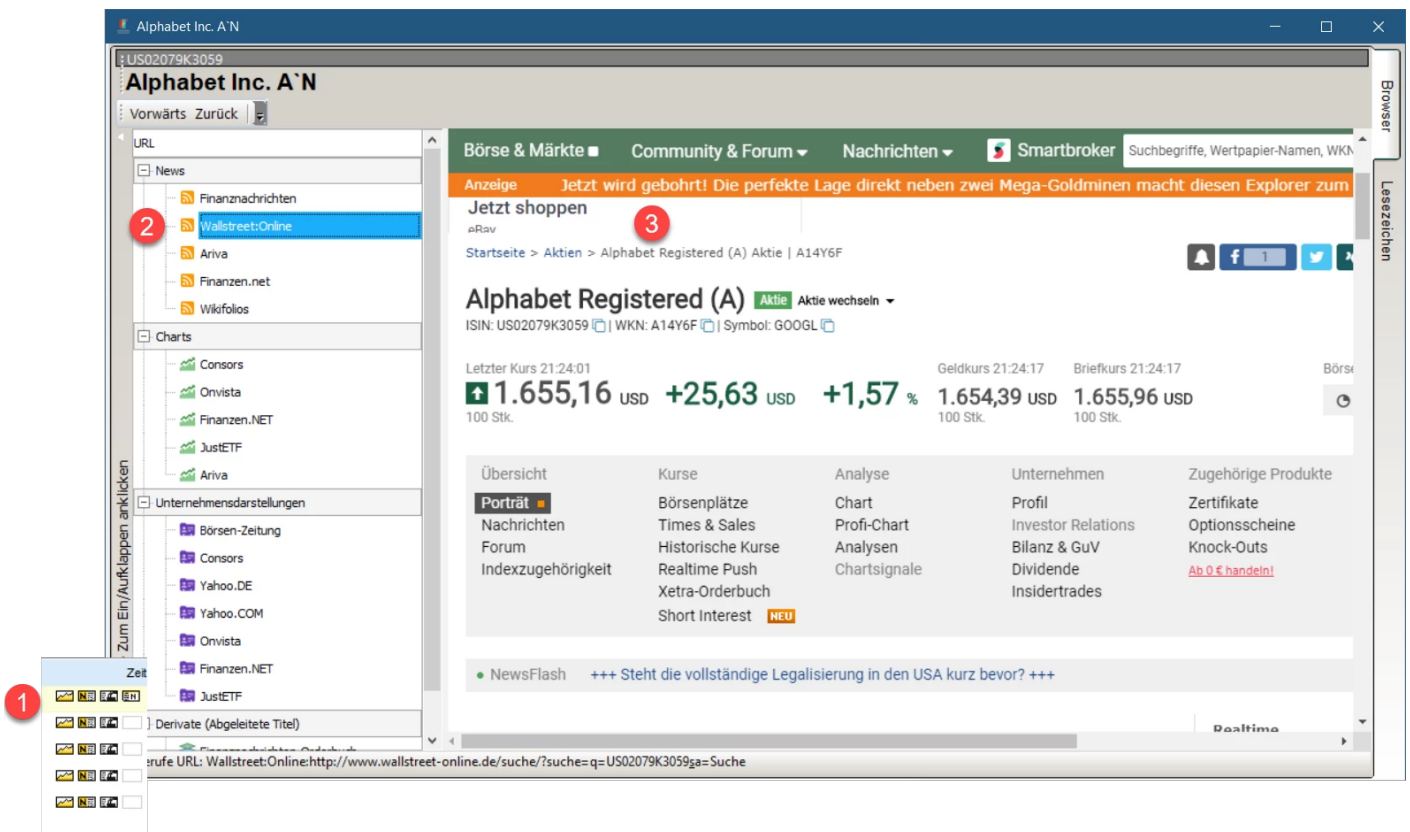 Alphabet Inc. A`N
US02079K3059
Alphabet Inc. A`N
Vorwärts Zurück
Browser
Lesezeichen
Zum Ein/Aufklappen anklicken
URL
News
Finanznachrichten
2
Wallstreet:Online
Ariva
Finanzen.net
Wikifolios
Charts
Consors
Onvista
Finanzen.NET
JustETF
Ariva
Unternehmensdarstellungen
Börsen-Zeitung
Consors
Yahoo.DE
Yahoo.COM
Onvista
Finanzen.NET
JustETF
Derivate (Abgeleitete Titel)
Zeit
1
Börse & Märkte Community & Forum Nachrichten Smartbroker Suchbegriffe, Wertpapier-Namen, WKN
Anzeige Jetzt wird gebohrt! Die perfekte Lage direkt neben zwei Mega-Goldminen macht diesen Explorer zum
Jetzt shoppen
eBay
3
Startseite > Aktien > Alphabet Registered (A) Aktie | A14Y6F
f 1
Alphabet Registered (A) Aktie Aktie wechseln
ISIN: US02079K3059 | WKN: A14Y6F | Symbol: GOOGL
Letzter Kurs 21:24:01 Geldkurs 21:24:17 Briefkurs 21:24:17 Börse
1.655,16 USD +25,63 USD +1,57 % 1.654,39 USD 1.655,96 USD
100 Stk. 100 Stk. 100 Stk.
Übersicht Kurse Analyse Unternehmen Zugehörige Produkte
Porträt Börsenplätze Chart Profil Zertifikate
Nachrichten Times & Sales Profi-Chart Investor Relations Optionsscheine
Forum Historische Kurse Analysen Bilanz & GuV Knock-Outs
Indexzugehörigkeit Realtime Push Chartsignale Dividende Ab 0 € handeln!
Xetra-Orderbuch Insidertrades
Short Interest NEU
NewsFlash +++ Steht die vollständige Legalisierung in den USA kurz bevor? +++
Realtime
erufe URL: Wallstreet:Online:http://www.wallstreet-online.de/suche/?suche=q=US02079K3059sa=Suche